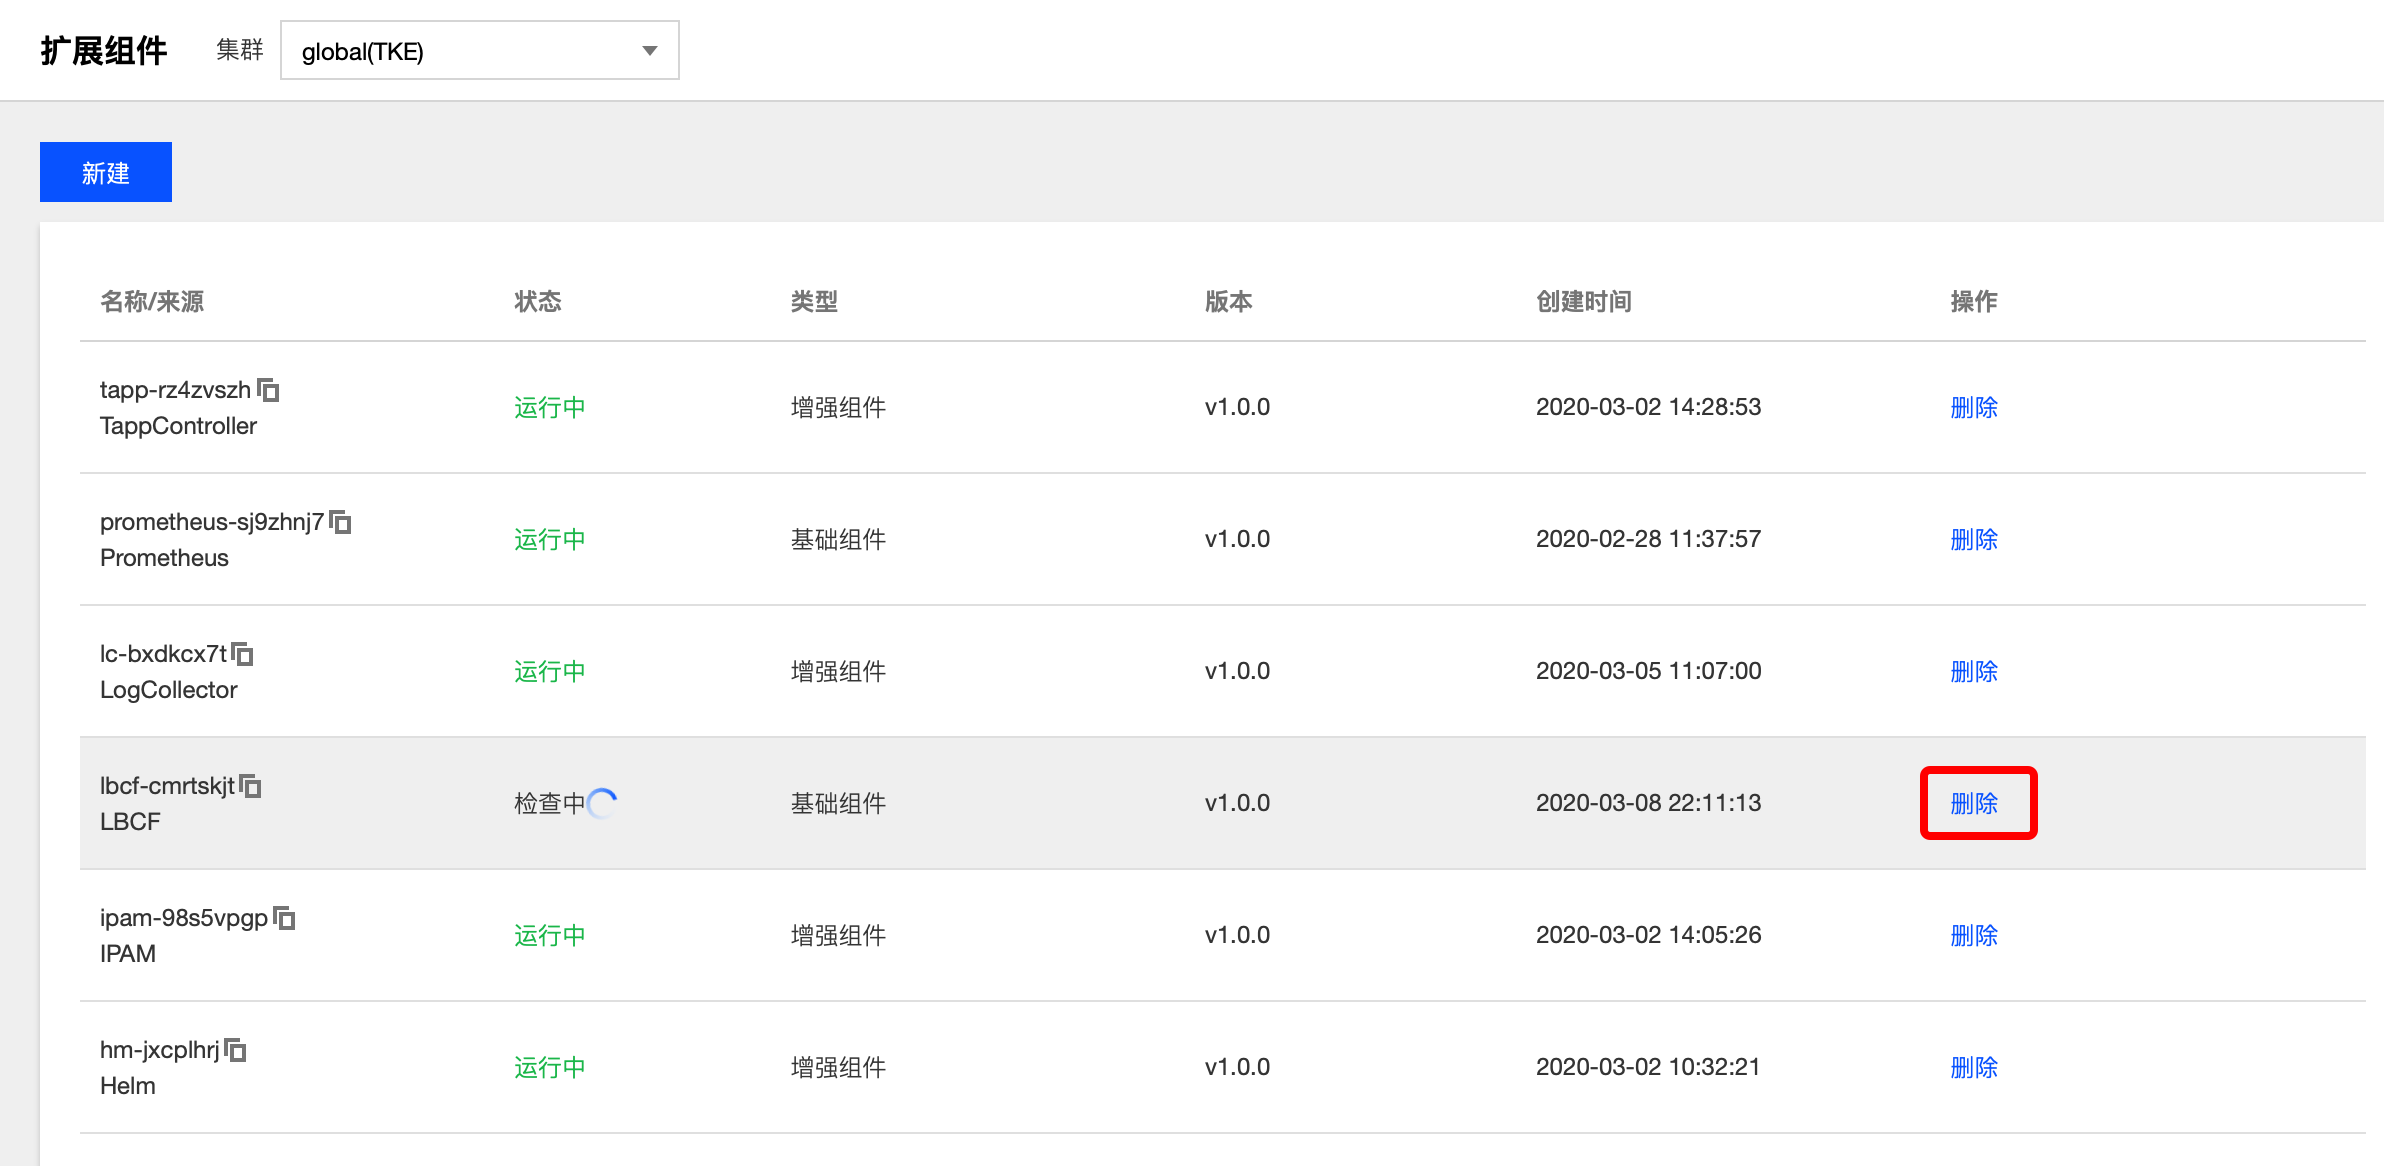 扩展组件 集群 global(TKE)
新建
名称/来源 状态 类型 版本 创建时间 操作
tapp-rz4zvszh
TappController
运行中 增强组件 v1.0.0 2020-03-02 14:28:53 删除
prometheus-sj9zhnj7
Prometheus
运行中 基础组件 v1.0.0 2020-02-28 11:37:57 删除
lc-bxdkcx7t
LogCollector
运行中 增强组件 v1.0.0 2020-03-05 11:07:00 删除
lbcf-cmrtskjt
LBCF
检查中 基础组件 v1.0.0 2020-03-08 22:11:13 删除
ipam-98s5vpgp
IPAM
运行中 增强组件 v1.0.0 2020-03-02 14:05:26 删除
hm-jxcplhrj
Helm
运行中 增强组件 v1.0.0 2020-03-02 10:32:21 删除